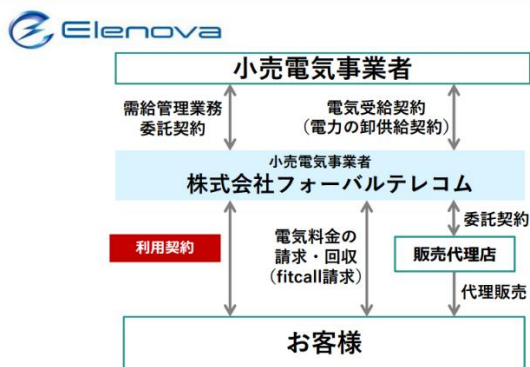 Elenova
小売電気事業者
需給管理業務
委託契約
電気受給契約
（電力の卸供給契約）
小売電気事業者
株式会社フォーバルテレコム
利用契約
電気料金の
請求・回収
（fitcall請求）
委託契約
販売代理店
代理販売
お客様